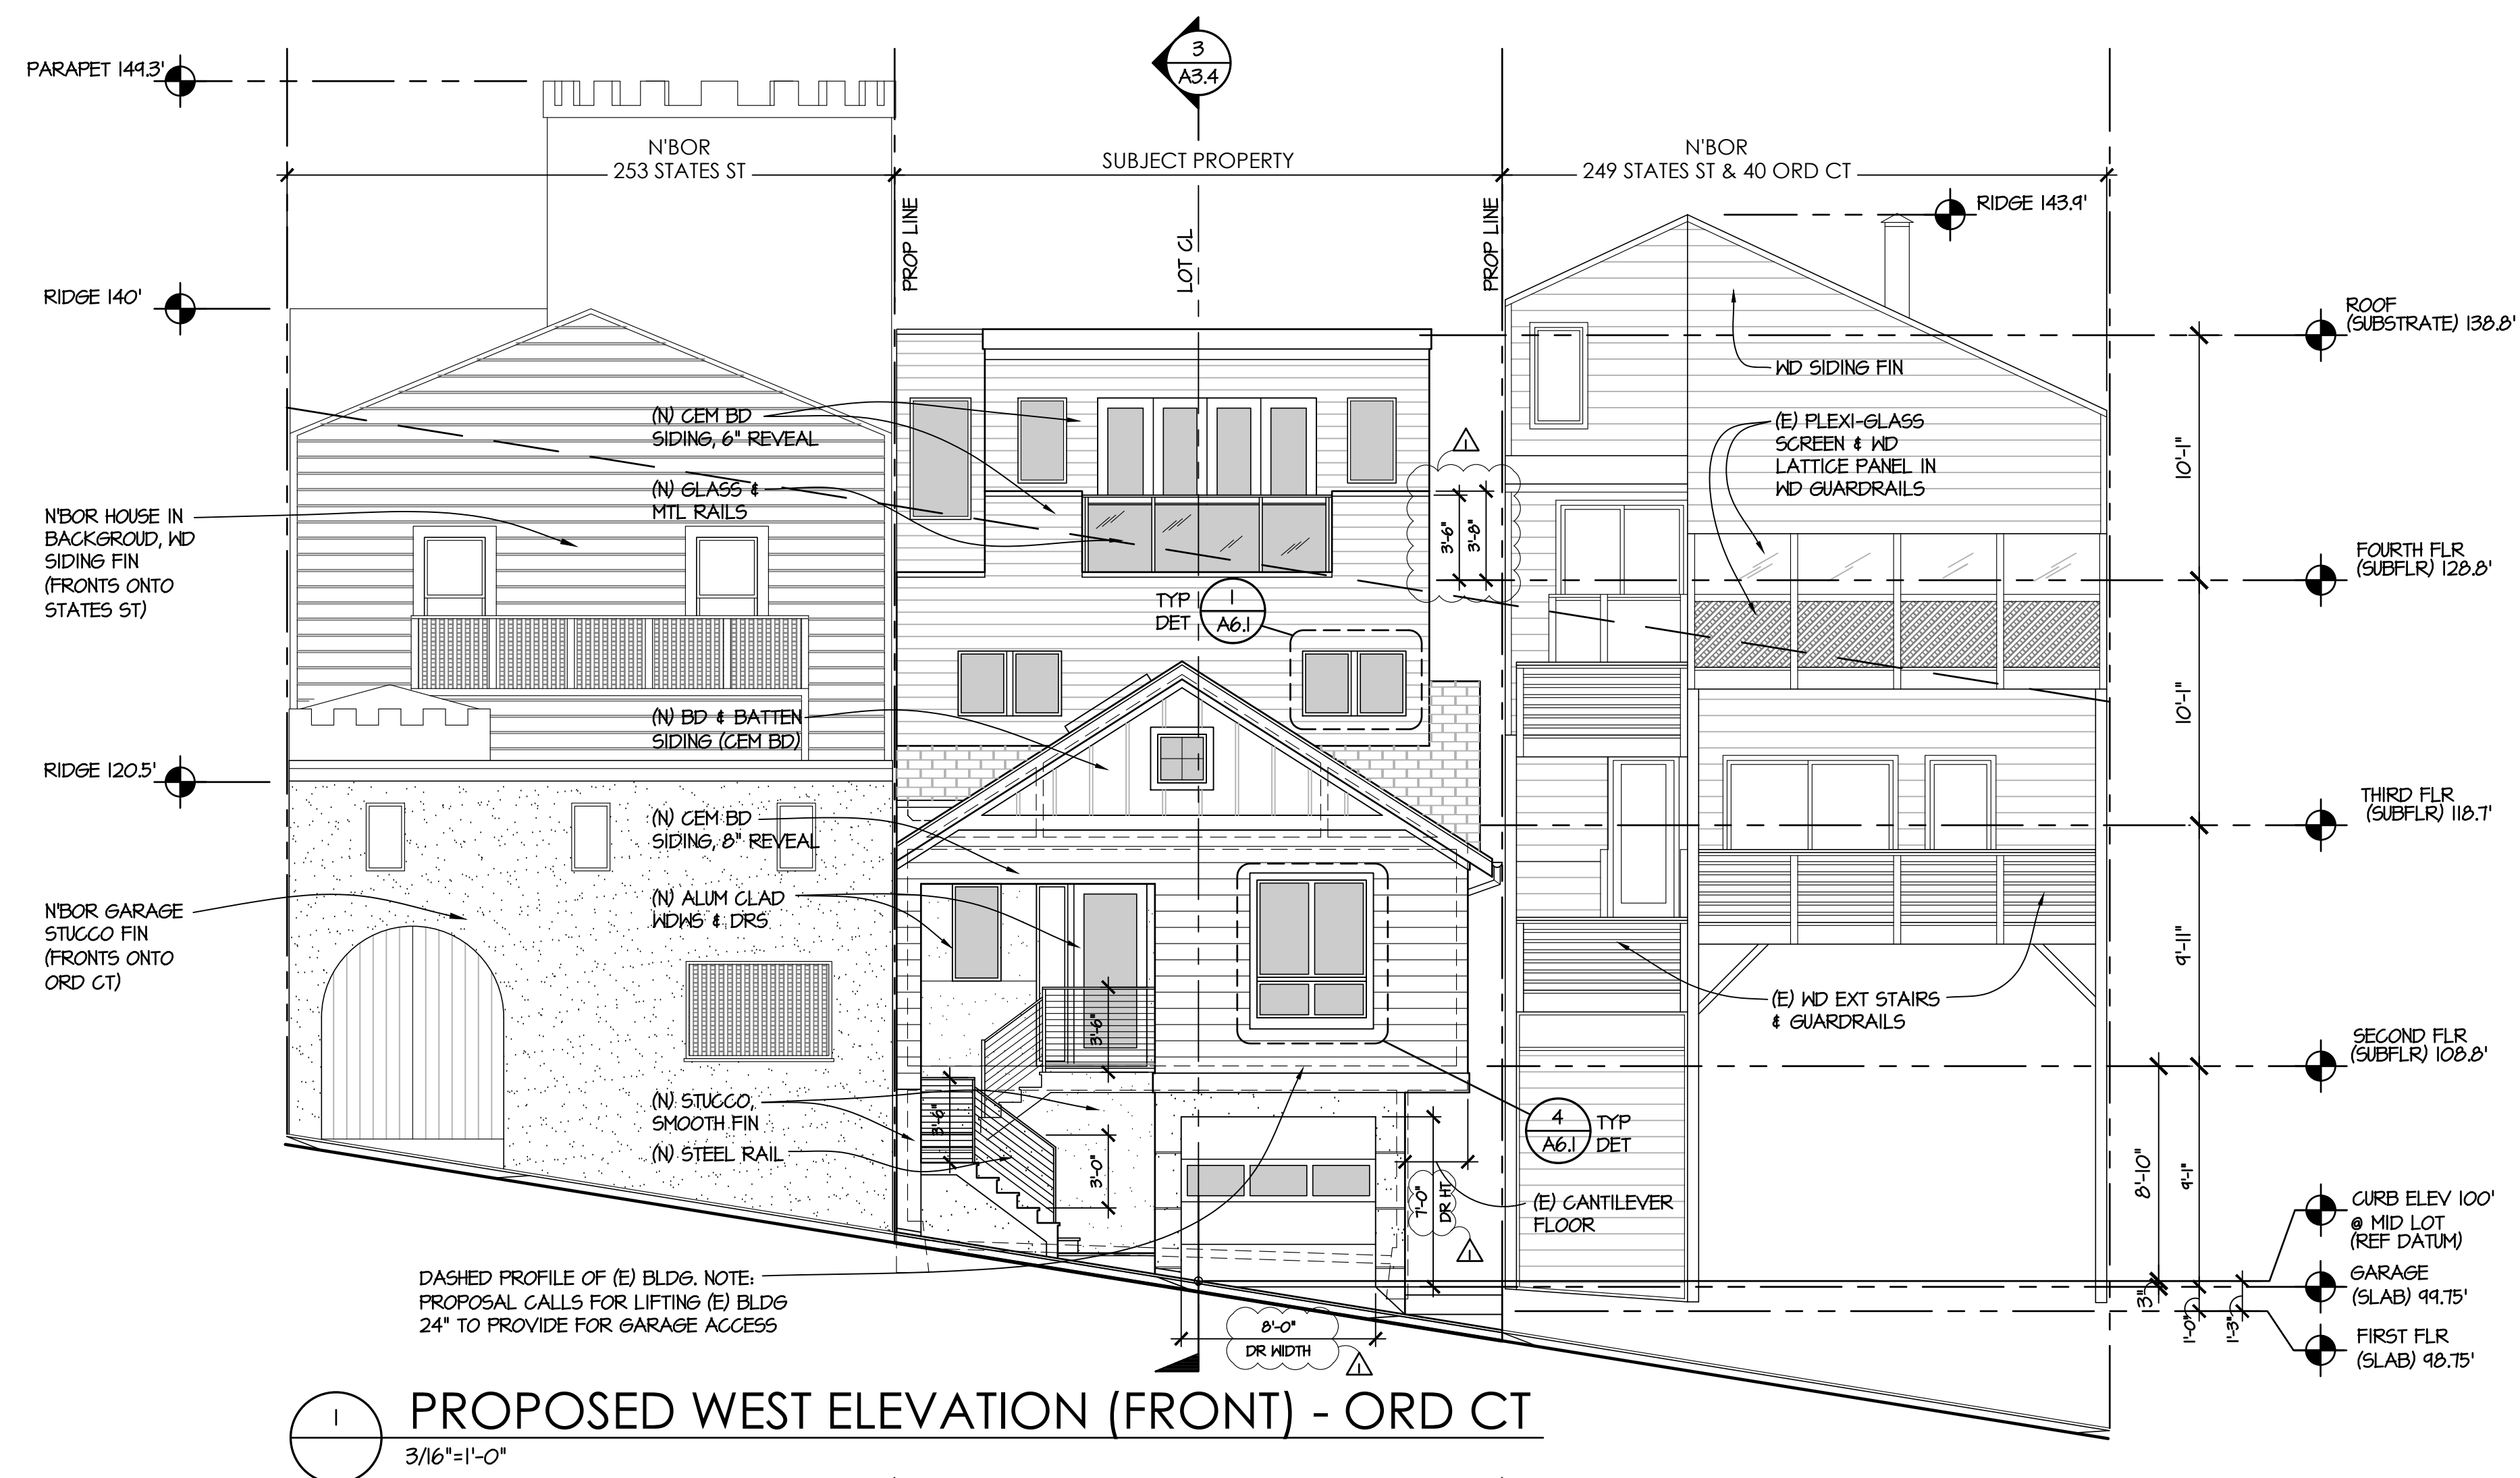 PARAPET 149.3'
3
A3.4
N'BOR
253 STATES ST
SUBJECT PROPERTY
N'BOR
249 STATES ST & 40 ORD CT
PROP LINE
LOT CL
PROP LINE
RIDGE 143.9'
RIDGE 140'
ROOF
(SUBSTRATE) 138.8'
WD SIDING FIN
(N) CEM BD
SIDING, 6" REVEAL
(E) PLEXI-GLASS
SCREEN & WD
LATTICE PANEL IN
WD GUARDRAILS
1
10'-1"
(N) GLASS &
MTL RAILS
N'BOR HOUSE IN
BACKGROUD, WD
SIDING FIN
(FRONTS ONTO
STATES ST)
3'-6"
3'-8"
FOURTH FLR
(SUBFLR) 128.8'
TYP
DET
1
A6.1
10'-1"
(N) BD & BATTEN
SIDING (CEM BD)
RIDGE 120.5'
THIRD FLR
(SUBFLR) 118.7'
(N) CEM BD
SIDING, 8" REVEAL
(N) ALUM CLAD
WDWS & DRS
N'BOR GARAGE
STUCCO FIN
(FRONTS ONTO
ORD CT)
9'-11"
(E) WD EXT STAIRS
& GUARDRAILS
3'-6"
SECOND FLR
(SUBFLR) 108.8'
(N) STUCCO,
SMOOTH FIN
3'-6"
(N) STEEL RAIL
3'-0"
4
A6.1
TYP
DET
8'-10"
9'-1"
7'-0"
DR HT
1
(E) CANTILEVER
FLOOR
CURB ELEV 100'
@ MID LOT
(REF DATUM)
GARAGE
(SLAB) 99.75'
3"
1'-0"
1'-3"
FIRST FLR
(SLAB) 98.75'
DASHED PROFILE OF (E) BLDG. NOTE:
PROPOSAL CALLS FOR LIFTING (E) BLDG
24" TO PROVIDE FOR GARAGE ACCESS
8'-0"
DR WIDTH
1
1
PROPOSED WEST ELEVATION (FRONT) - ORD CT
3/16"=1'-0"